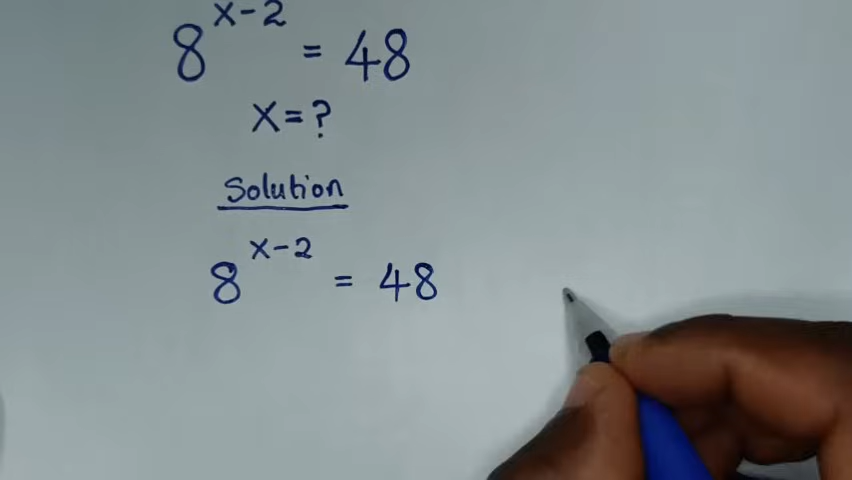 8^{x-2} = 48
x = ?
Solution
8^{x-2} = 48